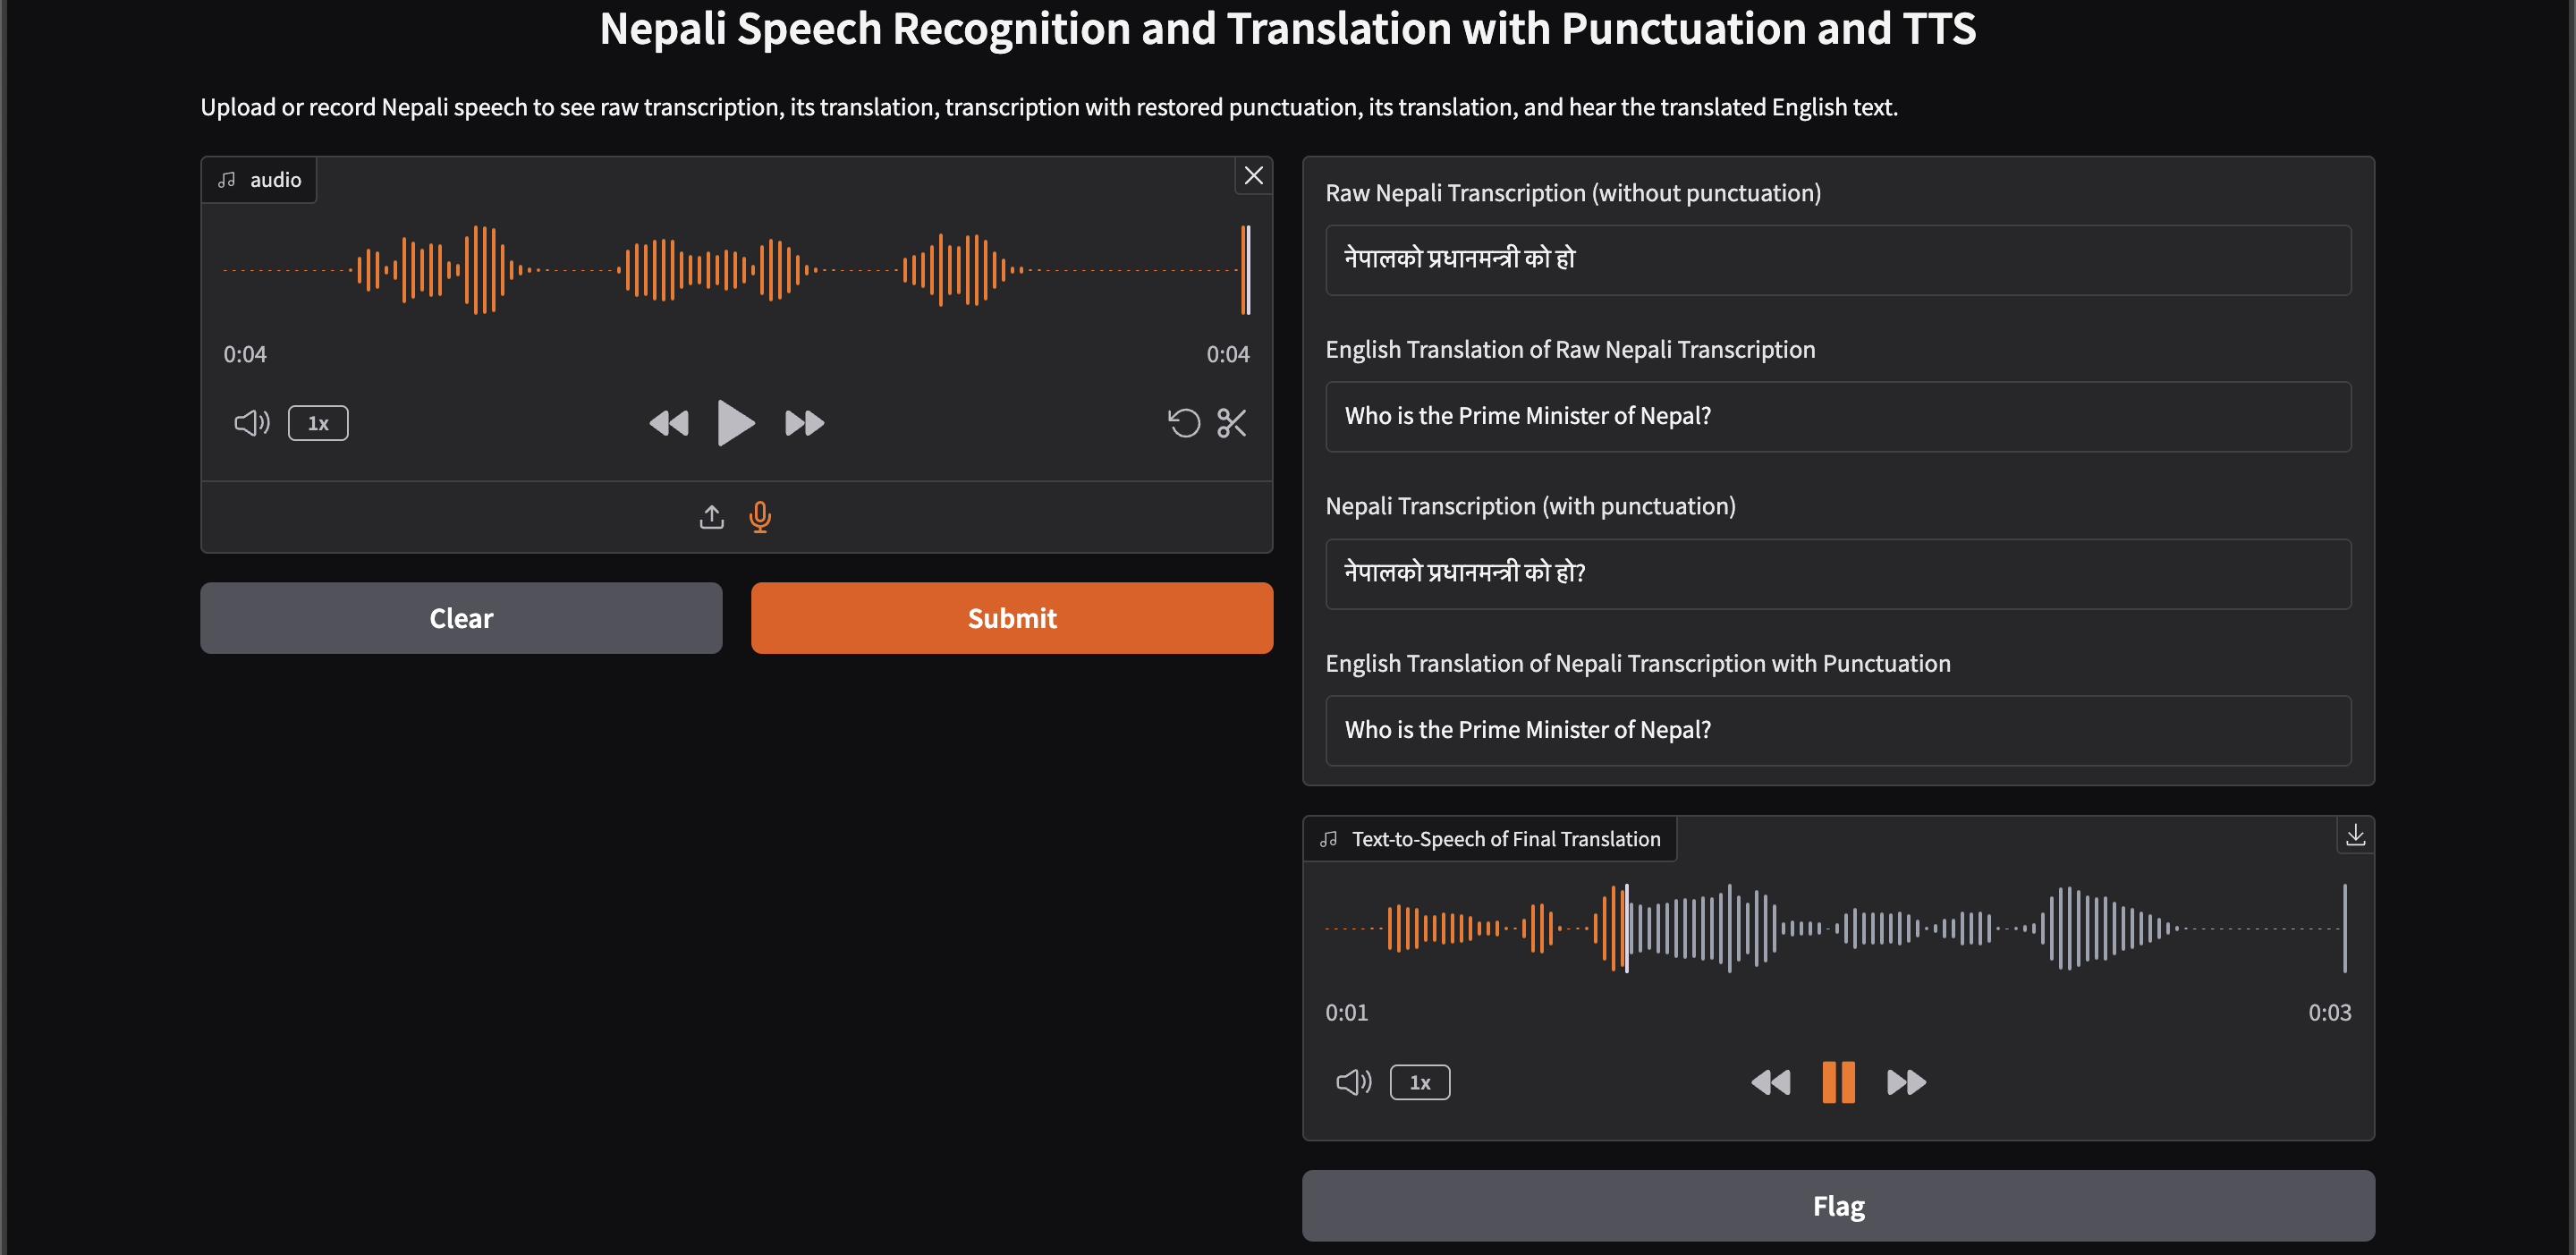 Nepali Speech Recognition and Translation with Punctuation and TTS
Upload or record Nepali speech to see raw transcription, its translation, transcription with restored punctuation, its translation, and hear the translated English text.
audio
0:04
0:04
1x
Clear
Submit
Raw Nepali Transcription (without punctuation)
नेपालको प्रधानमन्त्री को हो
English Translation of Raw Nepali Transcription
Who is the Prime Minister of Nepal?
Nepali Transcription (with punctuation)
नेपालको प्रधानमन्त्री को हो?
English Translation of Nepali Transcription with Punctuation
Who is the Prime Minister of Nepal?
Text-to-Speech of Final Translation
0:01
0:03
1x
Flag